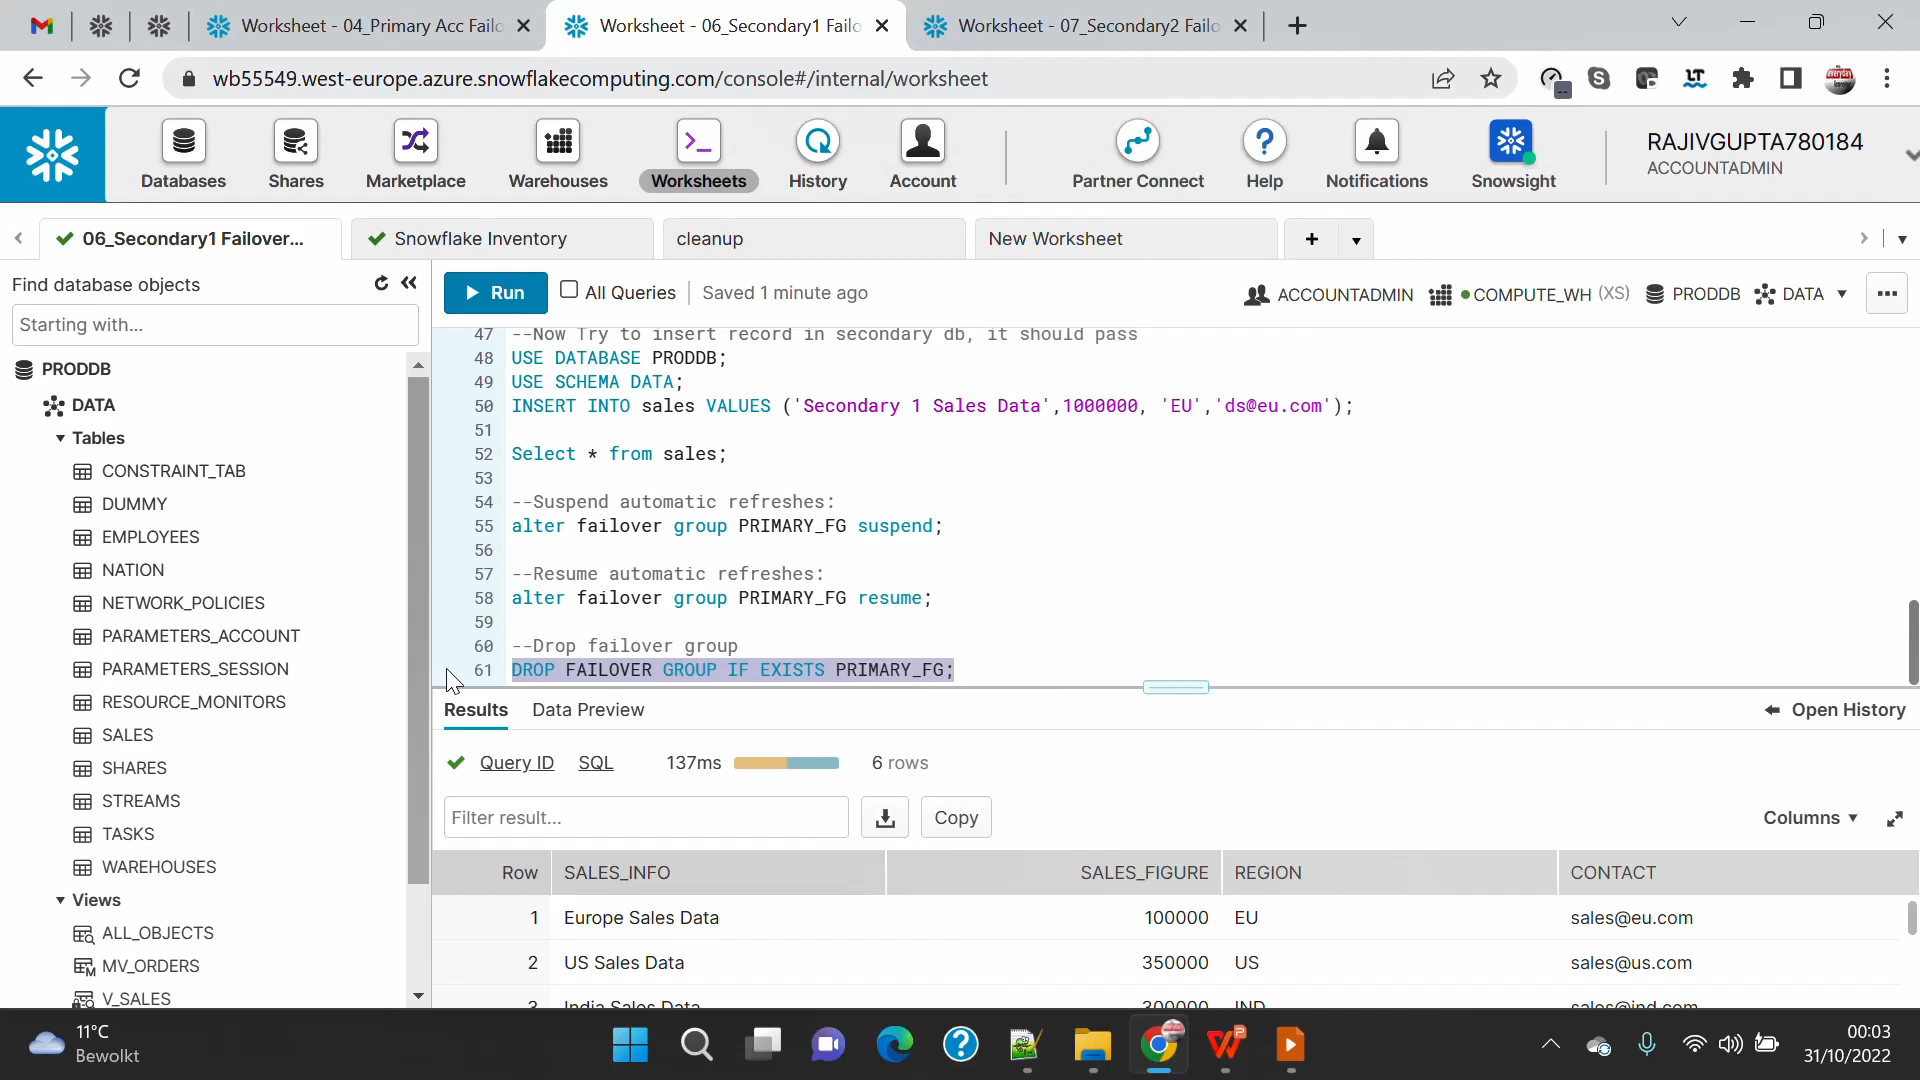 Worksheet - 04_Primary Acc Failo
Worksheet - 06_Secondary1 Failo
Worksheet - 07_Secondary2 Failo
wb55549.west-europe.azure.snowflakecomputing.com/console#/internal/worksheet
Databases
Shares
Marketplace
Warehouses
Worksheets
History
Account
Partner Connect
Help
Notifications
Snowsight
RAJIVGUPTA780184
ACCOUNTADMIN
06_Secondary1 Failover...
Snowflake Inventory
cleanup
New Worksheet
Find database objects
Starting with...
PRODDB
DATA
Tables
CONSTRAINT_TAB
DUMMY
EMPLOYEES
NATION
NETWORK_POLICIES
PARAMETERS_ACCOUNT
PARAMETERS_SESSION
RESOURCE_MONITORS
SALES
SHARES
STREAMS
TASKS
WAREHOUSES
Views
ALL_OBJECTS
MV_ORDERS
V_SALES
Run
All Queries
Saved 1 minute ago
ACCOUNTADMIN
COMPUTE_WH (XS)
PRODDB
DATA
47 --Now Try to insert record in secondary db, it should pass
48 USE DATABASE PRODDB;
49 USE SCHEMA DATA;
50 INSERT INTO sales VALUES ('Secondary 1 Sales Data',1000000, 'EU','ds@eu.com');
51
52 Select * from sales;
53
54 --Suspend automatic refreshes:
55 alter failover group PRIMARY_FG suspend;
56
57 --Resume automatic refreshes:
58 alter failover group PRIMARY_FG resume;
59
60 --Drop failover group
61 DROP FAILOVER GROUP IF EXISTS PRIMARY_FG;
Results
Data Preview
Open History
Query ID
SQL
137ms
6 rows
Filter result...
Copy
Columns
Row SALES_INFO SALES_FIGURE REGION CONTACT
1 Europe Sales Data 100000 EU sales@eu.com
2 US Sales Data 350000 US sales@us.com
3 India Sales Data 300000 IND sales@ind.com
11°C
Bewolkt
00:03
31/10/2022